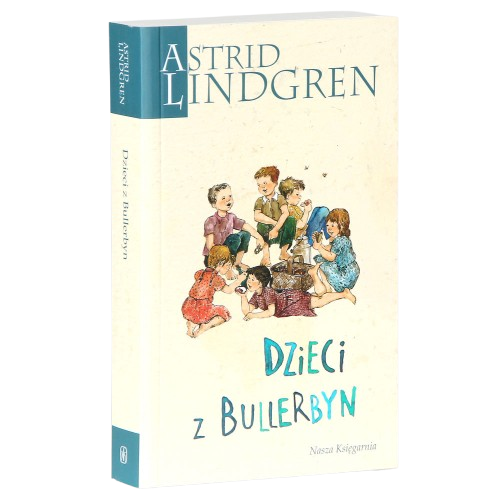 ASTRID
LINDGREN
Dzieci z Bullerbyn
ASTRID
LINDGREN
DZIECI
Z BULLERBYN
Nasza Księgarnia